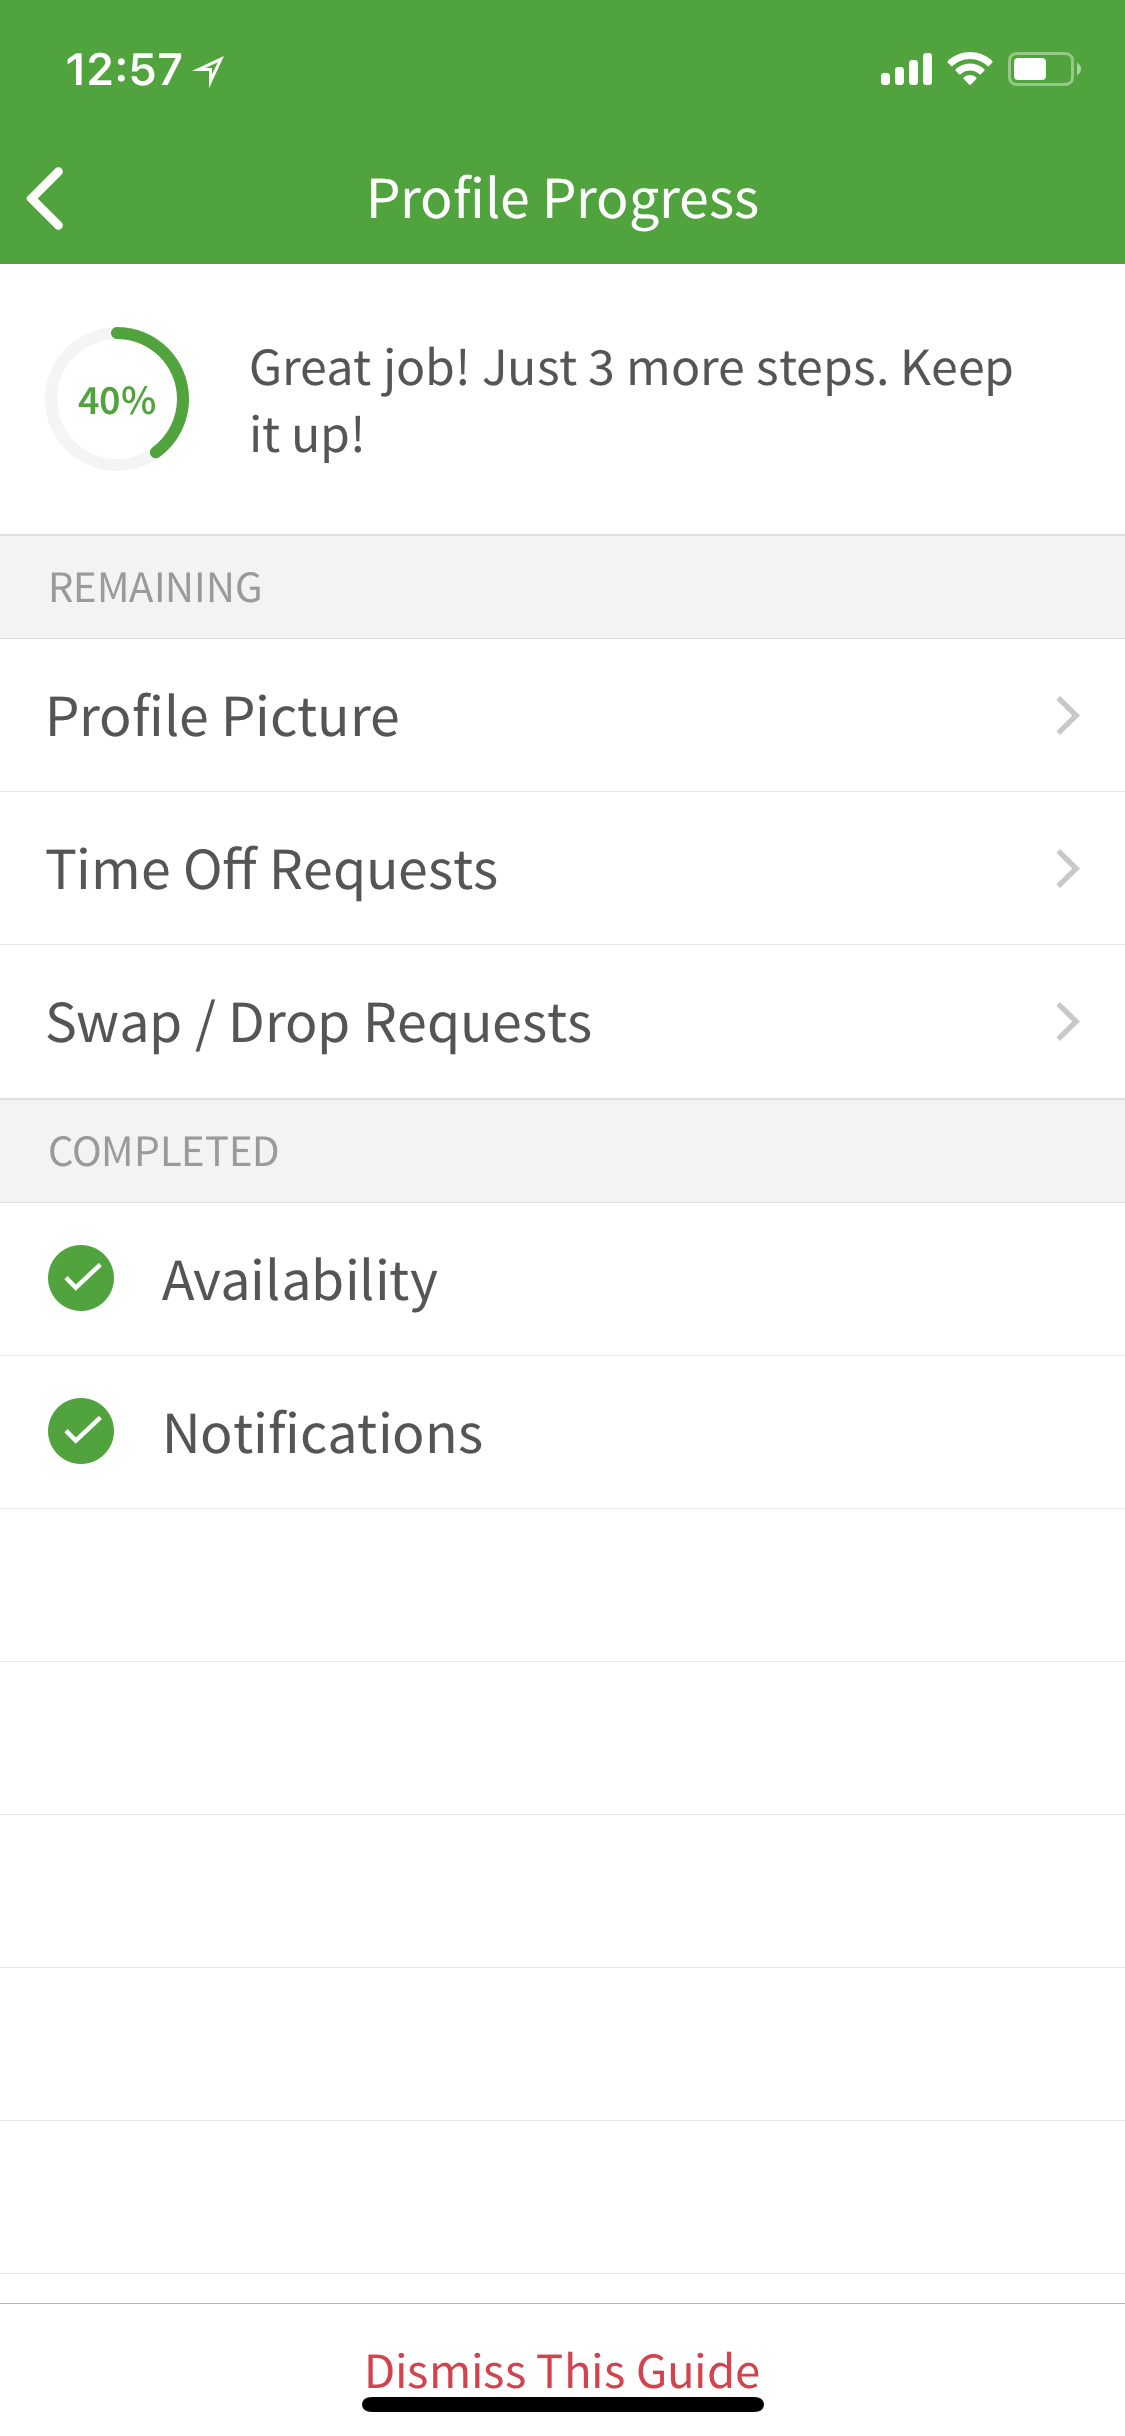 12:57
Profile Progress
40%
Great job! Just 3 more steps. Keep
it up!
REMAINING
Profile Picture
Time Off Requests
Swap / Drop Requests
COMPLETED
Availability
Notifications
Dismiss This Guide